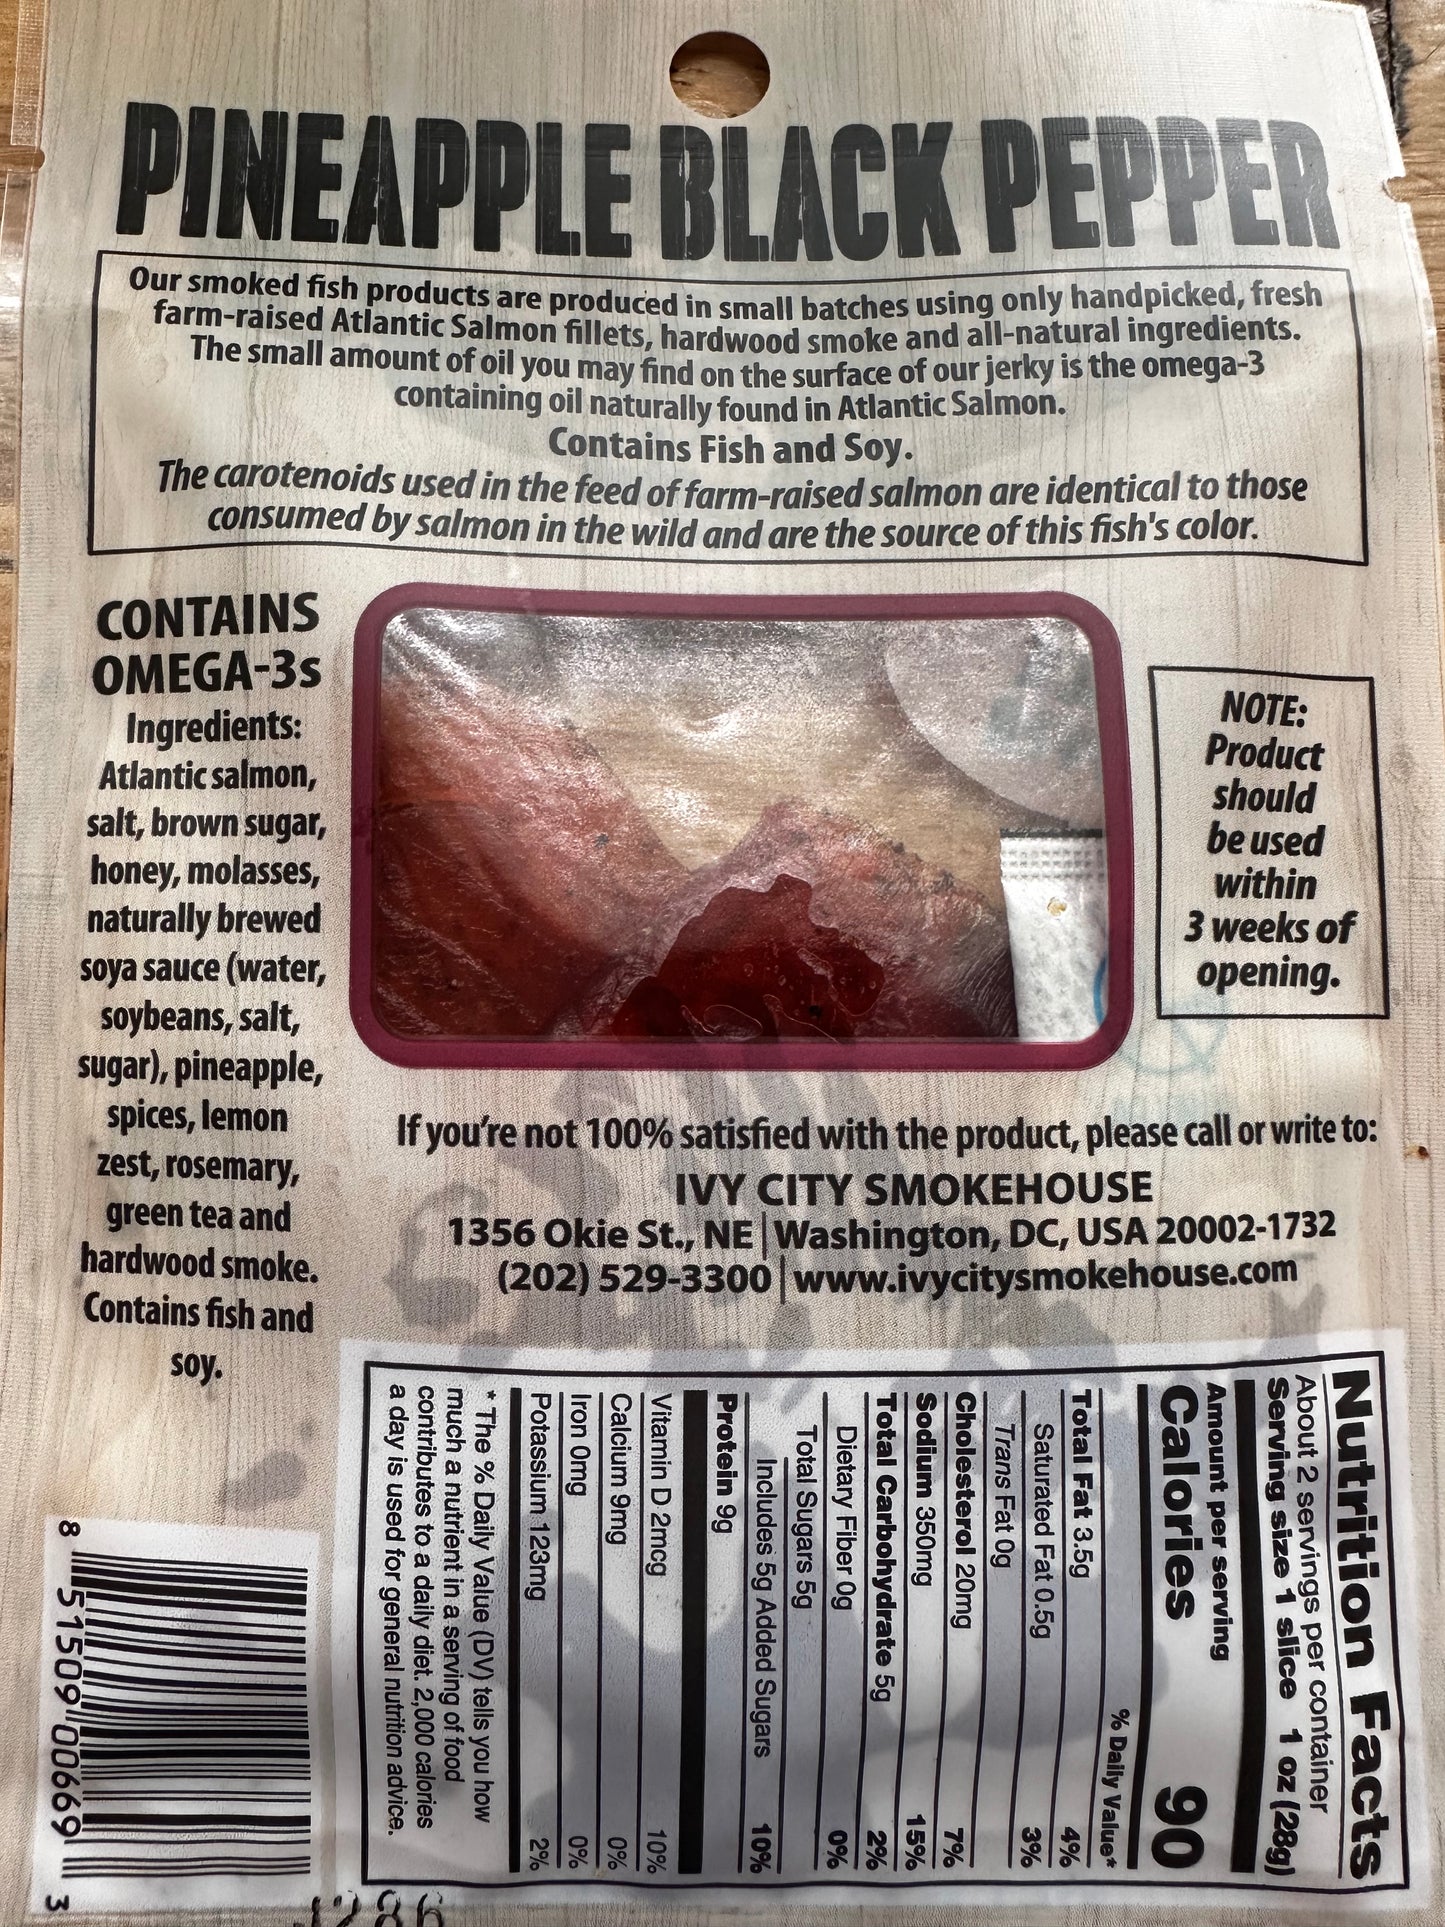 PINEAPPLE BLACK PEPPER
Our smoked fish products are produced in small batches using only handpicked, fresh
farm-raised Atlantic Salmon fillets, hardwood smoke and all-natural ingredients.
The small amount of oil you may find on the surface of our jerky is the omega-3
containing oil naturally found in Atlantic Salmon.
Contains Fish and Soy.
The carotenoids used in the feed of farm-raised salmon are identical to those
consumed by salmon in the wild and are the source of this fish's color.
CONTAINS
OMEGA-3s
Ingredients:
Atlantic salmon,
salt, brown sugar,
honey, molasses,
naturally brewed
soya sauce (water,
soybeans, salt,
sugar), pineapple,
spices, lemon
zest, rosemary,
green tea and
hardwood smoke.
Contains fish and
soy.
NOTE:
Product
should
be used
within
3 weeks of
opening.
If you're not 100% satisfied with the product, please call or write to:
IVY CITY SMOKEHOUSE
1356 Okie St., NE | Washington, DC, USA 20002-1732
(202) 529-3300 | www.ivycitysmokehouse.com
Nutrition Facts
About 2 servings per container
Serving size 1 slice 1 oz (28g)
Amount per serving
Calories 90
% Daily Value*
Total Fat 3.5g 4%
Saturated Fat 0.5g 3%
Trans Fat 0g
Cholesterol 20mg 7%
Sodium 350mg 15%
Total Carbohydrate 5g 2%
Dietary Fiber 0g 0%
Total Sugars 5g
Includes 5g Added Sugars 10%
Protein 9g
Vitamin D 2mcg 10%
Calcium 9mg 0%
Iron 0mg 0%
Potassium 123mg 2%
* The % Daily Value (DV) tells you how
much a nutrient in a serving of food
contributes to a daily diet. 2,000 calories
a day is used for general nutrition advice.
8 51509 00669 3